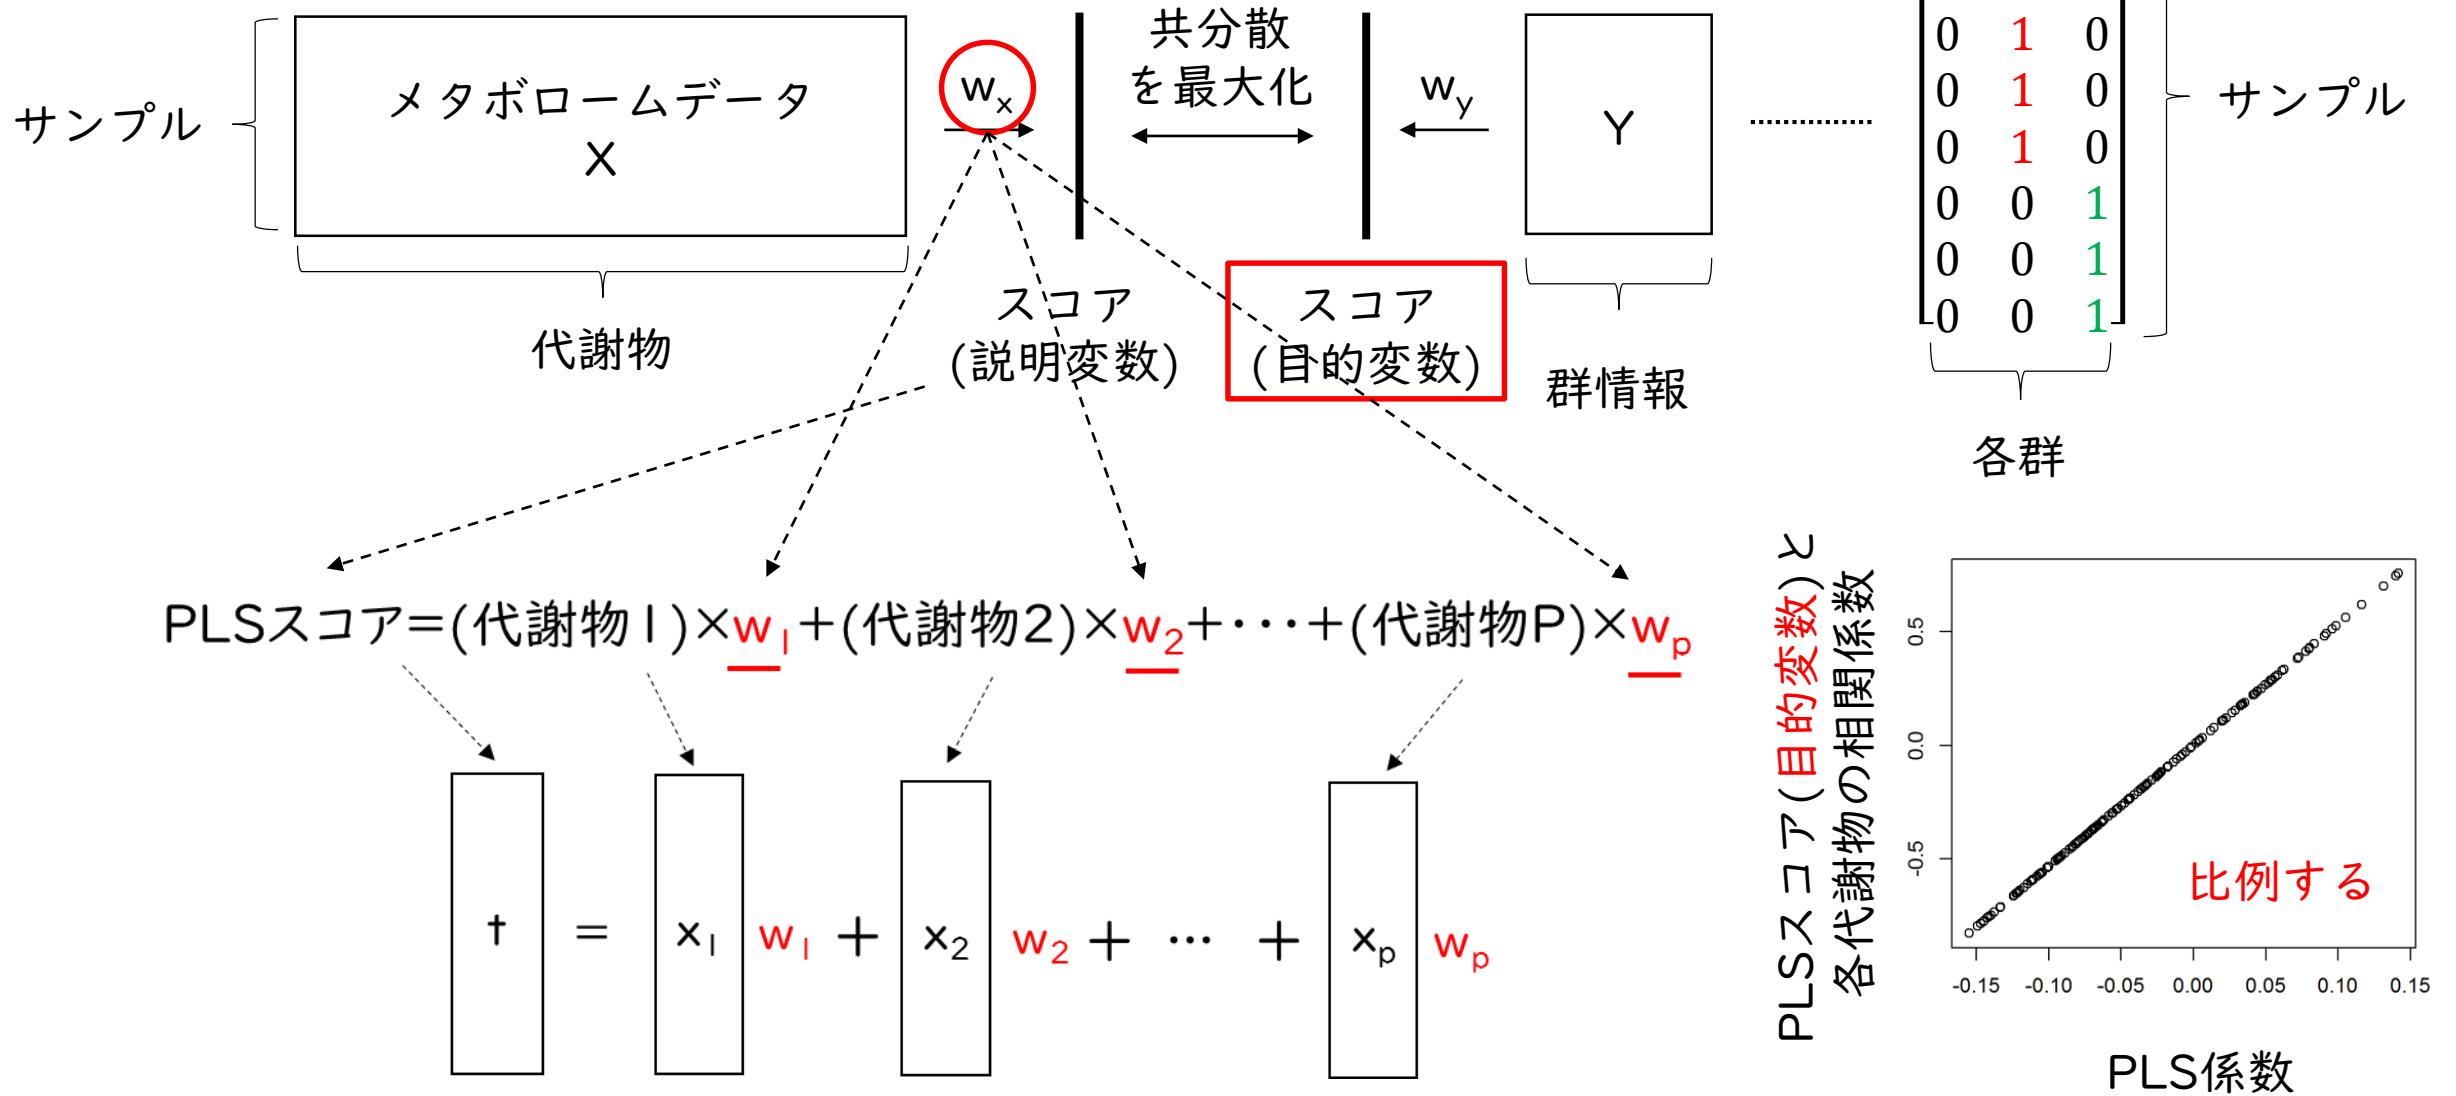 サンプル
メタボロームデータ
X
代謝物
wx
共分散
を最大化
wy
Y
スコア
(説明変数)
スコア
(目的変数)
群情報
0 1 0
0 1 0
0 1 0
0 0 1
0 0 1
0 0 1
サンプル
各群
PLSスコア=(代謝物1)×w1+(代謝物2)×w2+···+(代謝物P)×wp
t = x1 w1 + x2 w2 + … + xp wp
PLSスコア(目的変数)と
各代謝物の相関係数
0.5
0.0
-0.5
比例する
-0.15 -0.10 -0.05 0.00 0.05 0.10 0.15
PLS係数